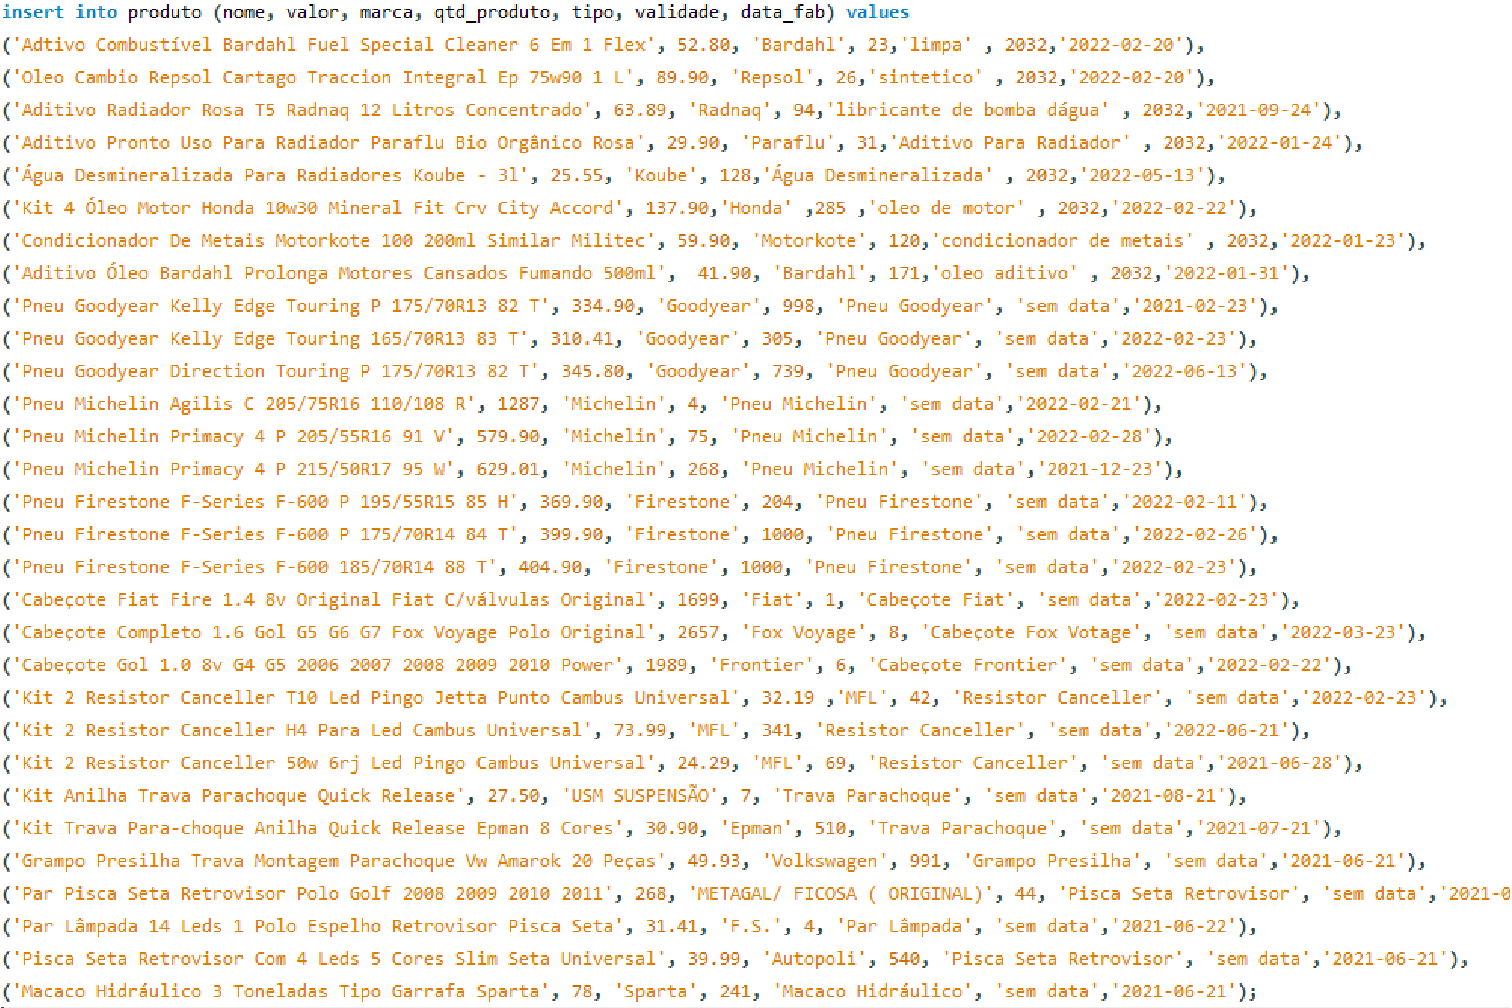 insert into produto (nome, valor, marca, qtd_produto, tipo, validade, data_fab) values
('Adtivo Combustível Bardahl Fuel Special Cleaner 6 Em 1 Flex', 52.80, 'Bardahl', 23,'limpa' , 2032,'2022-02-20'),
('Oleo Cambio Repsol Cartago Traccion Integral Ep 75w90 1 L', 89.90, 'Repsol', 26,'sintetico' , 2032,'2022-02-20'),
('Aditivo Radiador Rosa T5 Radnaq 12 Litros Concentrado', 63.89, 'Radnaq', 94,'libricante de bomba dágua' , 2032,'2021-09-24'),
('Aditivo Pronto Uso Para Radiador Paraflu Bio Orgânico Rosa', 29.90, 'Paraflu', 31,'Aditivo Para Radiador' , 2032,'2022-01-24'),
('Água Desmineralizada Para Radiadores Koube - 3l', 25.55, 'Koube', 128,'Água Desmineralizada' , 2032,'2022-05-13'),
('Kit 4 Óleo Motor Honda 10w30 Mineral Fit Crv City Accord', 137.90,'Honda' ,285 ,'oleo de motor' , 2032,'2022-02-22'),
('Condicionador De Metais Motorkote 100 200ml Similar Militec', 59.90, 'Motorkote', 120,'condicionador de metais' , 2032,'2022-01-23'),
('Aditivo Óleo Bardahl Prolonga Motores Cansados Fumando 500ml',  41.90, 'Bardahl', 171,'oleo aditivo' , 2032,'2022-01-31'),
('Pneu Goodyear Kelly Edge Touring P 175/70R13 82 T', 334.90, 'Goodyear', 998, 'Pneu Goodyear', 'sem data','2021-02-23'),
('Pneu Goodyear Kelly Edge Touring 165/70R13 83 T', 310.41, 'Goodyear', 305, 'Pneu Goodyear', 'sem data','2022-02-23'),
('Pneu Goodyear Direction Touring P 175/70R13 82 T', 345.80, 'Goodyear', 739, 'Pneu Goodyear', 'sem data','2022-06-13'),
('Pneu Michelin Agilis C 205/75R16 110/108 R', 1287, 'Michelin', 4, 'Pneu Michelin', 'sem data','2022-02-21'),
('Pneu Michelin Primacy 4 P 205/55R16 91 V', 579.90, 'Michelin', 75, 'Pneu Michelin', 'sem data','2022-02-28'),
('Pneu Michelin Primacy 4 P 215/50R17 95 W', 629.01, 'Michelin', 268, 'Pneu Michelin', 'sem data','2021-12-23'),
('Pneu Firestone F-Series F-600 P 195/55R15 85 H', 369.90, 'Firestone', 204, 'Pneu Firestone', 'sem data','2022-02-11'),
('Pneu Firestone F-Series F-600 P 175/70R14 84 T', 399.90, 'Firestone', 1000, 'Pneu Firestone', 'sem data','2022-02-26'),
('Pneu Firestone F-Series F-600 185/70R14 88 T', 404.90, 'Firestone', 1000, 'Pneu Firestone', 'sem data','2022-02-23'),
('Cabeçote Fiat Fire 1.4 8v Original Fiat C/válvulas Original', 1699, 'Fiat', 1, 'Cabeçote Fiat', 'sem data','2022-02-23'),
('Cabeçote Completo 1.6 Gol G5 G6 G7 Fox Voyage Polo Original', 2657, 'Fox Voyage', 8, 'Cabeçote Fox Votage', 'sem data','2022-03-23'),
('Cabeçote Gol 1.0 8v G4 G5 2006 2007 2008 2009 2010 Power', 1989, 'Frontier', 6, 'Cabeçote Frontier', 'sem data','2022-02-22'),
('Kit 2 Resistor Canceller T10 Led Pingo Jetta Punto Cambus Universal', 32.19 ,'MFL', 42, 'Resistor Canceller', 'sem data','2022-02-23'),
('Kit 2 Resistor Canceller H4 Para Led Cambus Universal', 73.99, 'MFL', 341, 'Resistor Canceller', 'sem data','2022-06-21'),
('Kit 2 Resistor Canceller 50w 6rj Led Pingo Cambus Universal', 24.29, 'MFL', 69, 'Resistor Canceller', 'sem data','2021-06-28'),
('Kit Anilha Trava Parachoque Quick Release', 27.50, 'USM SUSPENSÃO', 7, 'Trava Parachoque', 'sem data','2021-08-21'),
('Kit Trava Para-choque Anilha Quick Release Epman 8 Cores', 30.90, 'Epman', 510, 'Trava Parachoque', 'sem data','2021-07-21'),
('Grampo Presilha Trava Montagem Parachoque Vw Amarok 20 Peças', 49.93, 'Volkswagen', 991, 'Grampo Presilha', 'sem data','2021-06-21'),
('Par Pisca Seta Retrovisor Polo Golf 2008 2009 2010 2011', 268, 'METAGAL/ FICOSA ( ORIGINAL)', 44, 'Pisca Seta Retrovisor', 'sem data','2021-0
('Par Lâmpada 14 Leds 1 Polo Espelho Retrovisor Pisca Seta', 31.41, 'F.S.', 4, 'Par Lâmpada', 'sem data','2021-06-22'),
('Pisca Seta Retrovisor Com 4 Leds 5 Cores Slim Seta Universal', 39.99, 'Autopoli', 540, 'Pisca Seta Retrovisor', 'sem data','2021-06-21'),
('Macaco Hidráulico 3 Toneladas Tipo Garrafa Sparta', 78, 'Sparta', 241, 'Macaco Hidráulico', 'sem data','2021-06-21');